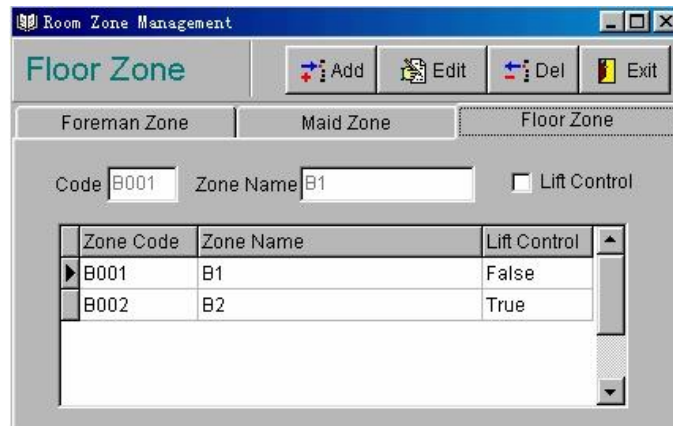 Room Zone Management
Floor Zone Add Edit Del Exit
Foreman Zone Maid Zone Floor Zone
Code B001 Zone Name B1 Lift Control
Zone Code Zone Name Lift Control
B001 B1 False
B002 B2 True